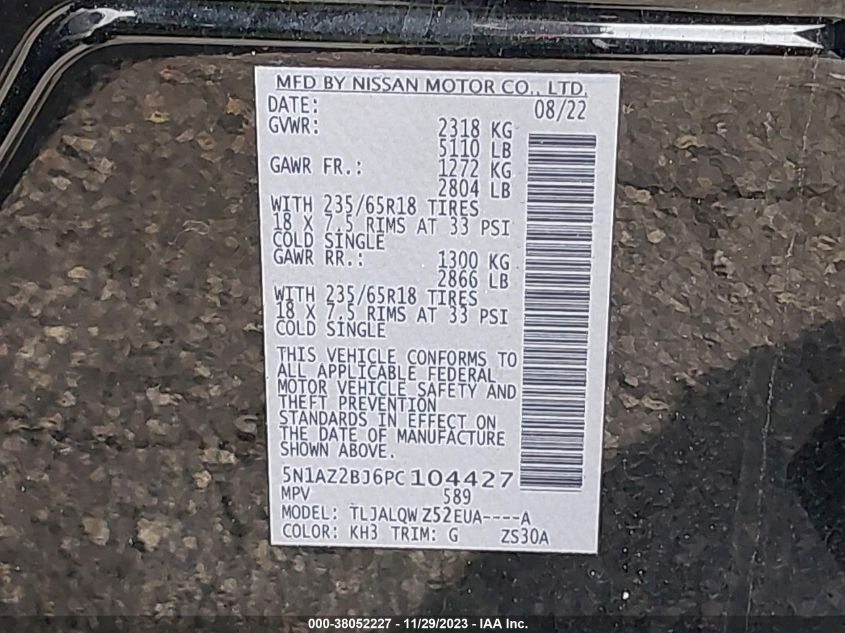 MFD BY NISSAN MOTOR CO., LTD.
DATE: 08/22
GVWR: 2318 KG
5110 LB
GAWR FR.: 1272 KG
2804 LB
WITH 235/65R18 TIRES
18 X 7.5 RIMS AT 33 PSI
COLD SINGLE
GAWR RR.: 1300 KG
2866 LB
WITH 235/65R18 TIRES
18 X 7.5 RIMS AT 33 PSI
COLD SINGLE
THIS VEHICLE CONFORMS TO
ALL APPLICABLE FEDERAL
MOTOR VEHICLE SAFETY AND
THEFT PREVENTION
STANDARDS IN EFFECT ON
THE DATE OF MANUFACTURE
SHOWN ABOVE.
5N1AZ2BJ6PC104427
MPV 589
MODEL: TLJALQWZ52EUA----A
COLOR: KH3 TRIM: G ZS30A
000-38052227 - 11/29/2023 - IAA Inc.